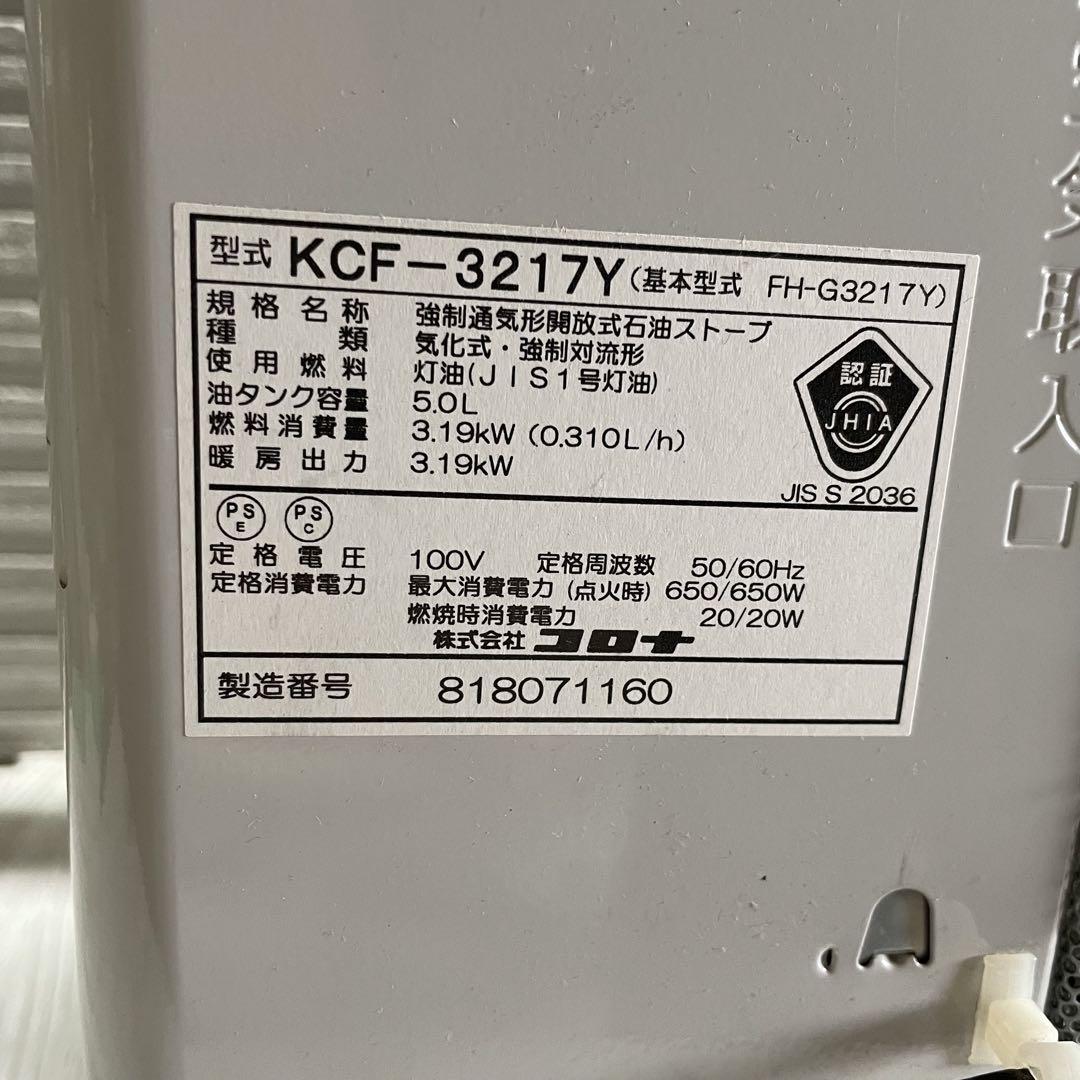 型式 KCF-3217Y(基本型式 FH-G3217Y)
規格名称 強制通気形開放式石油ストーブ
種類 気化式・強制対流形
使用燃料 灯油(JIS1号灯油)
油タンク容量 5.0L
燃料消費量 3.19kW (0.310L/h)
暖房出力 3.19kW
認証
JHIA
JIS S 2036
PS E PS C
定格電圧 100V 定格周波数 50/60Hz
定格消費電力 最大消費電力 (点火時) 650/650W
燃焼時消費電力 20/20W
株式会社 コロナ
製造番号 818071160
取入口